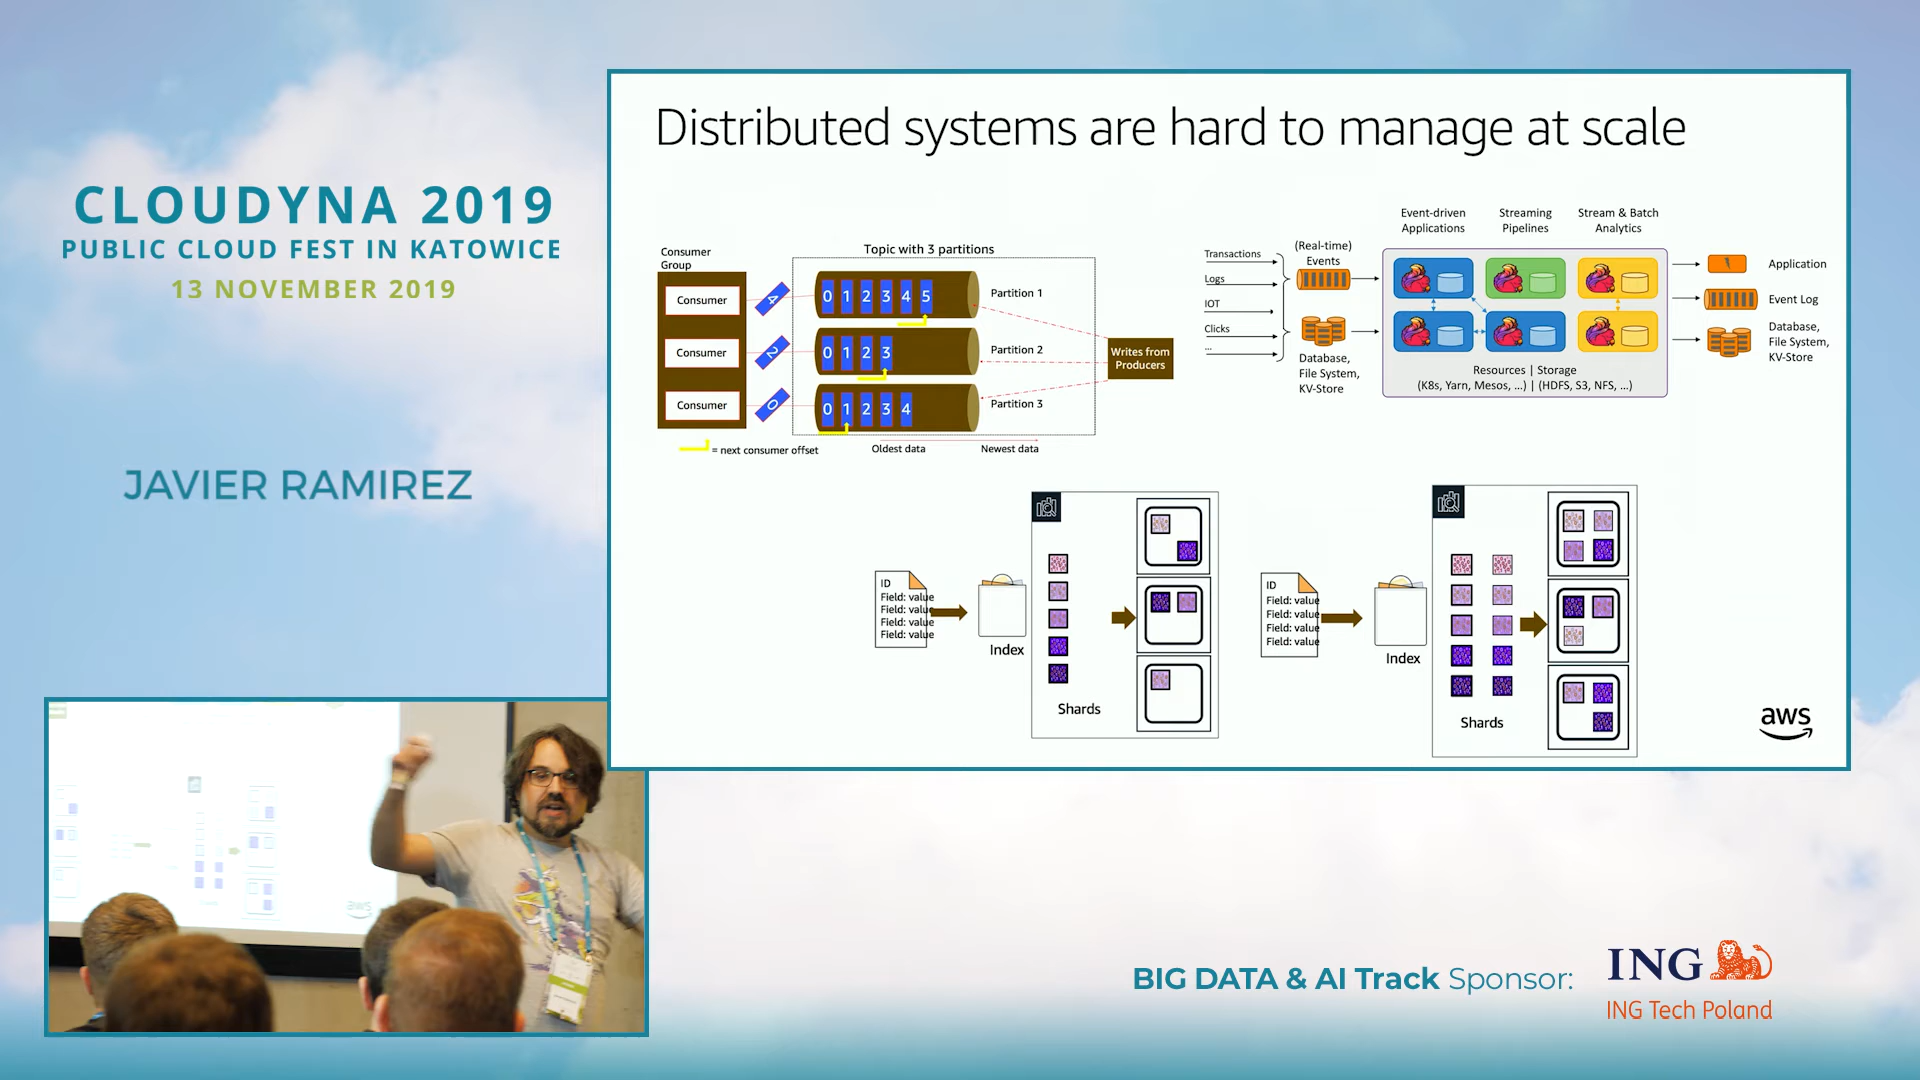 CLOUDYNA 2019
PUBLIC CLOUD FEST IN KATOWICE
13 NOVEMBER 2019
JAVIER RAMIREZ
Distributed systems are hard to manage at scale
Consumer
Group
Consumer
Consumer
Consumer
4
2
0
Topic with 3 partitions
0 1 2 3 4 5
0 1 2 3
0 1 2 3 4
Partition 1
Partition 2
Partition 3
Writes from
Producers
= next consumer offset
Oldest data
Newest data
Transactions
Logs
IOT
Clicks
...
(Real-time)
Events
Database,
File System,
KV-Store
Event-driven
Applications
Streaming
Pipelines
Stream & Batch
Analytics
Resources | Storage
(K8s, Yarn, Mesos, ...) | (HDFS, S3, NFS, ...)
Application
Event Log
Database,
File System,
KV-Store
ID
Field: value
Field: value
Field: value
Field: value
Index
Shards
ID
Field: value
Field: value
Field: value
Field: value
Index
Shards
aws
BIG DATA & AI Track Sponsor:
ING
ING Tech Poland